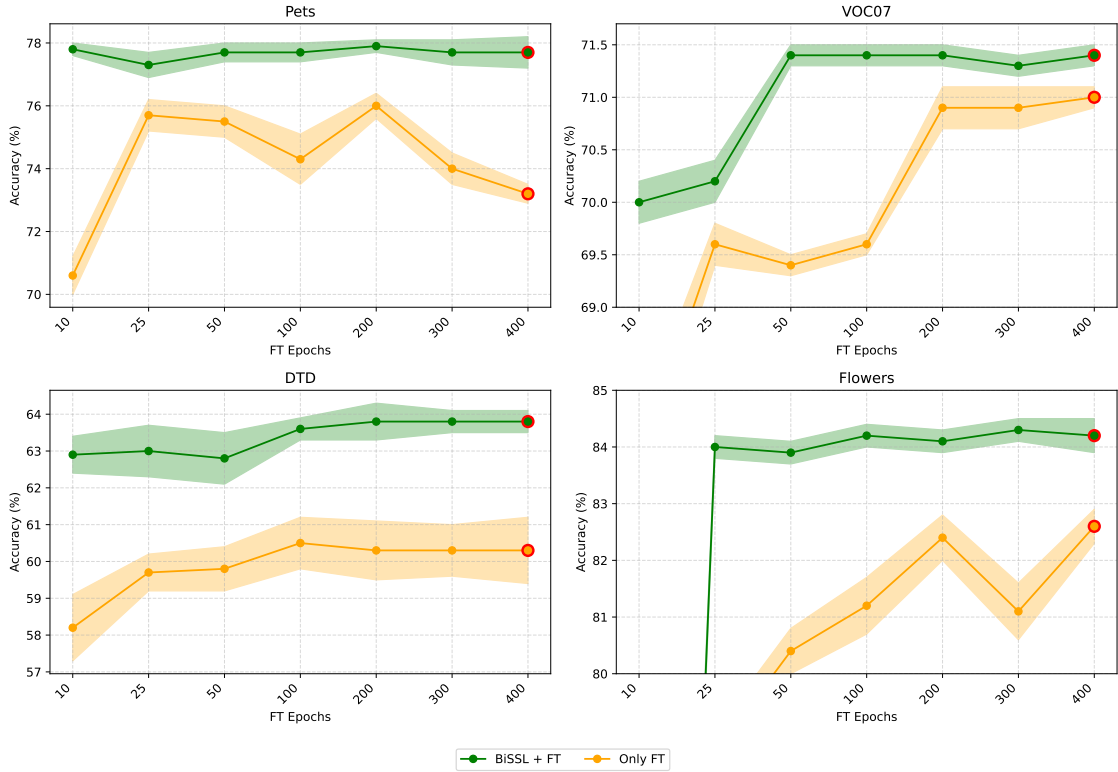 Pets
Accuracy (%)
78
76
74
72
70
10 25 50 100 200 300 400
FT Epochs
VOC07
Accuracy (%)
71.5
71.0
70.5
70.0
69.5
69.0
10 25 50 100 200 300 400
FT Epochs
DTD
Accuracy (%)
64
63
62
61
60
59
58
57
10 25 50 100 200 300 400
FT Epochs
Flowers
Accuracy (%)
85
84
83
82
81
80
10 25 50 100 200 300 400
FT Epochs
BiSSL + FT Only FT